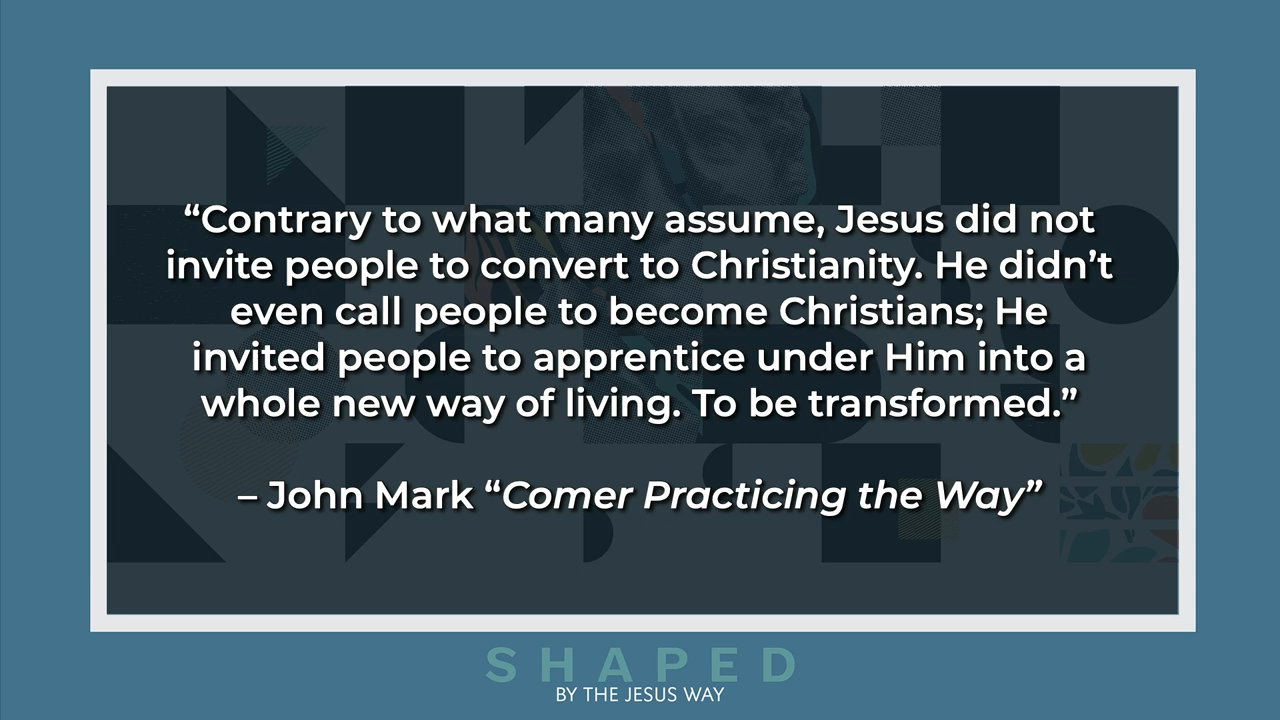 “Contrary to what many assume, Jesus did not
invite people to convert to Christianity. He didn’t
even call people to become Christians; He
invited people to apprentice under Him into a
whole new way of living. To be transformed.”
– John Mark “Comer Practicing the Way”
SHAPED
BY THE JESUS WAY